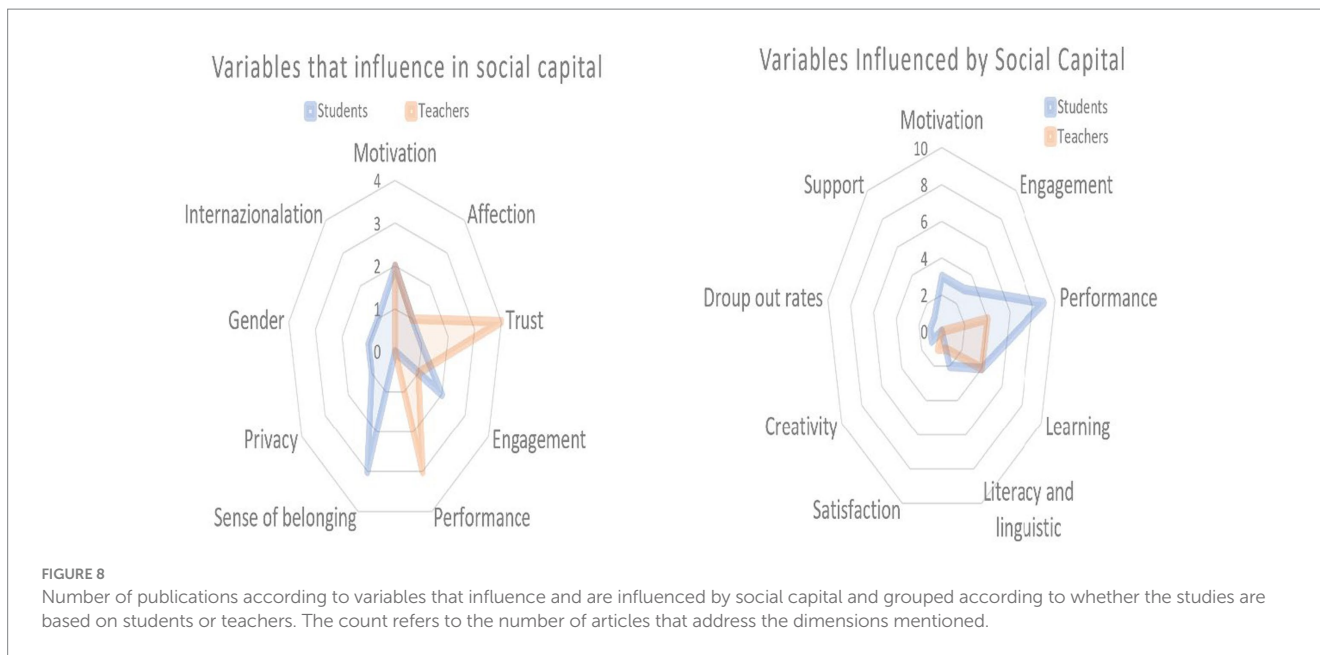 Variables that influence in social capital
Students
Teachers
Motivation
4
3
2
1
0
Affection
Trust
Engagement
Performance
Sense of belonging
Privacy
Gender
Internazionalation
Variables Influenced by Social Capital
Students
Teachers
Motivation
10
8
6
4
2
0
Engagement
Performance
Learning
Literacy and
linguistic
Satisfaction
Creativity
Droup out rates
Support
FIGURE 8
Number of publications according to variables that influence and are influenced by social capital and grouped according to whether the studies are
based on students or teachers. The count refers to the number of articles that address the dimensions mentioned.